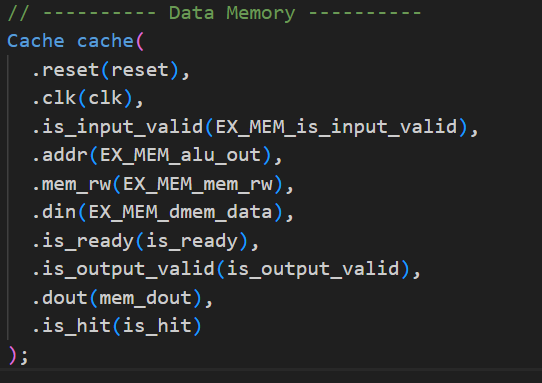 // ---------- Data Memory ----------
Cache cache(
.reset(reset),
.clk(clk),
.is_input_valid(EX_MEM_is_input_valid),
.addr(EX_MEM_alu_out),
.mem_rw(EX_MEM_mem_rw),
.din(EX_MEM_dmem_data),
.is_ready(is_ready),
.is_output_valid(is_output_valid),
.dout(mem_dout),
.is_hit(is_hit)
);